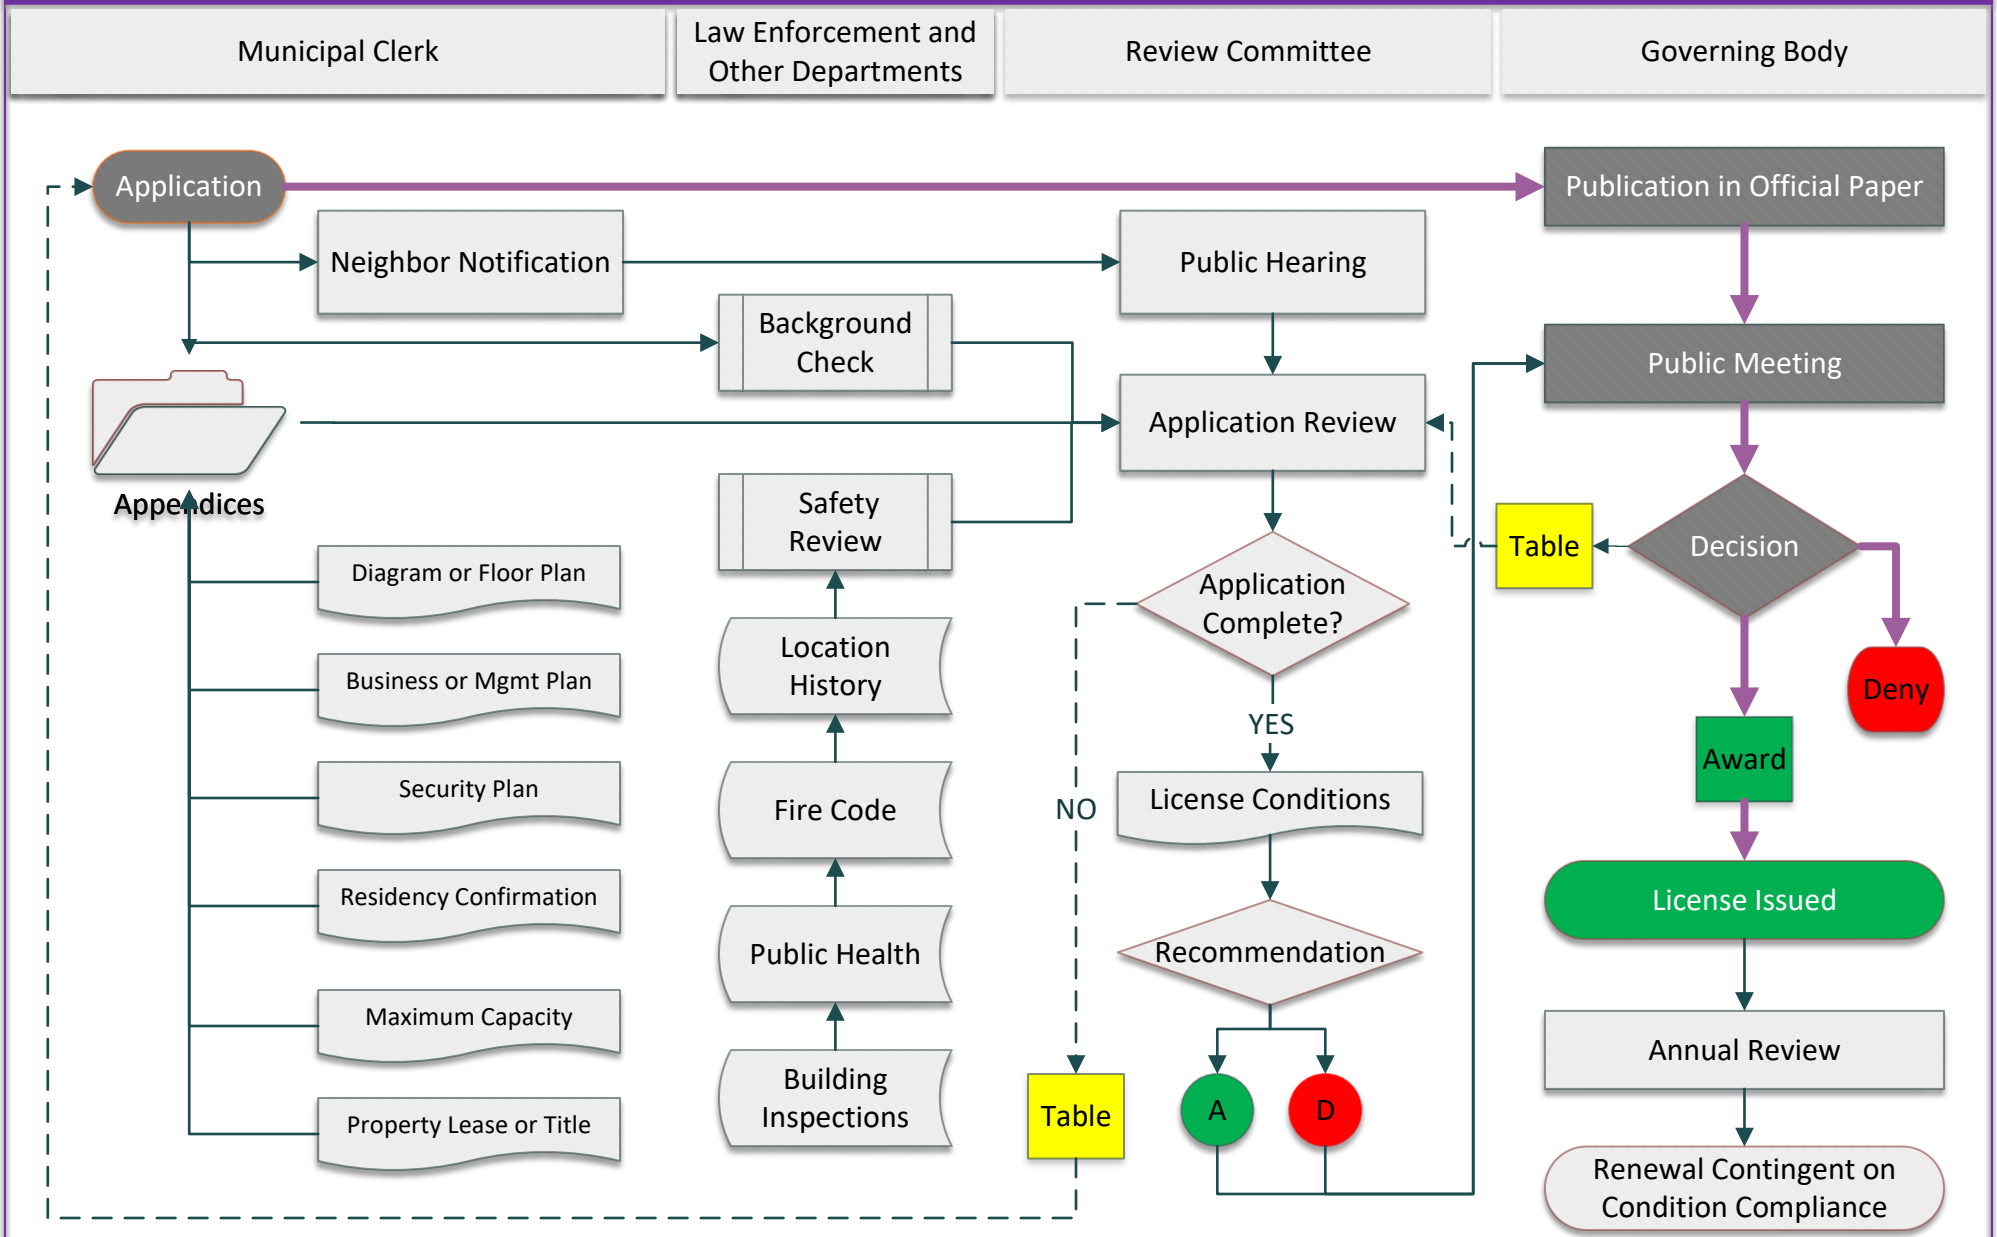 Municipal Clerk
Law Enforcement and
Other Departments
Review Committee
Governing Body
Application
Publication in Official Paper
Neighbor Notification
Public Hearing
Background
Check
Public Meeting
Application Review
Appendices
Safety
Review
Table
Decision
Diagram or Floor Plan
Application
Complete?
Location
History
Business or Mgmt Plan
Deny
YES
Award
Security Plan
Fire Code
NO
License Conditions
Residency Confirmation
License Issued
Public Health
Recommendation
Maximum Capacity
Annual Review
Building
Inspections
Table
A
D
Property Lease or Title
Renewal Contingent on
Condition Compliance